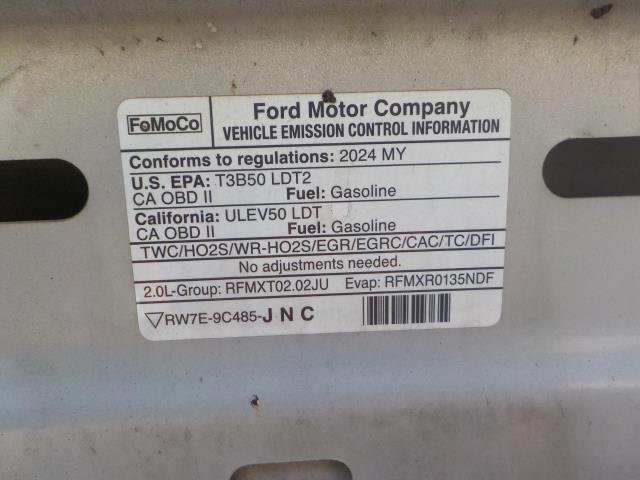 FoMoCo
Ford Motor Company
VEHICLE EMISSION CONTROL INFORMATION
Conforms to regulations: 2024 MY
U.S. EPA: T3B50 LDT2
CA OBD II Fuel: Gasoline
California: ULEV50 LDT
CA OBD II Fuel: Gasoline
TWC/HO2S/WR-HO2S/EGR/EGRC/CAC/TC/DFI
No adjustments needed.
2.0L-Group: RFMXT02.02JU Evap: RFMXR0135NDF
RW7E-9C485-JNC